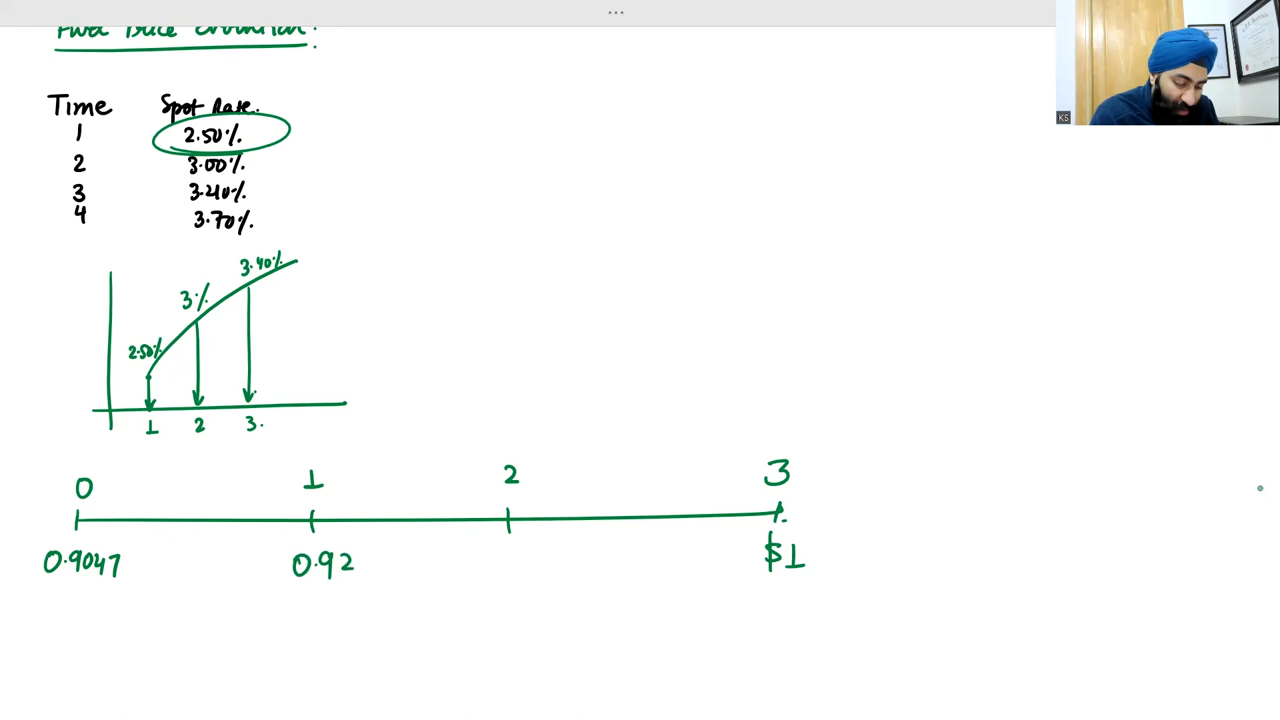 Time Spot Rate.
1 2.50%
2 3.00%
3 3.40%
4 3.70%
3.40%
3%
2.50%
1 2 3.
0 1 2 3
0.9047 0.92 $1
KS